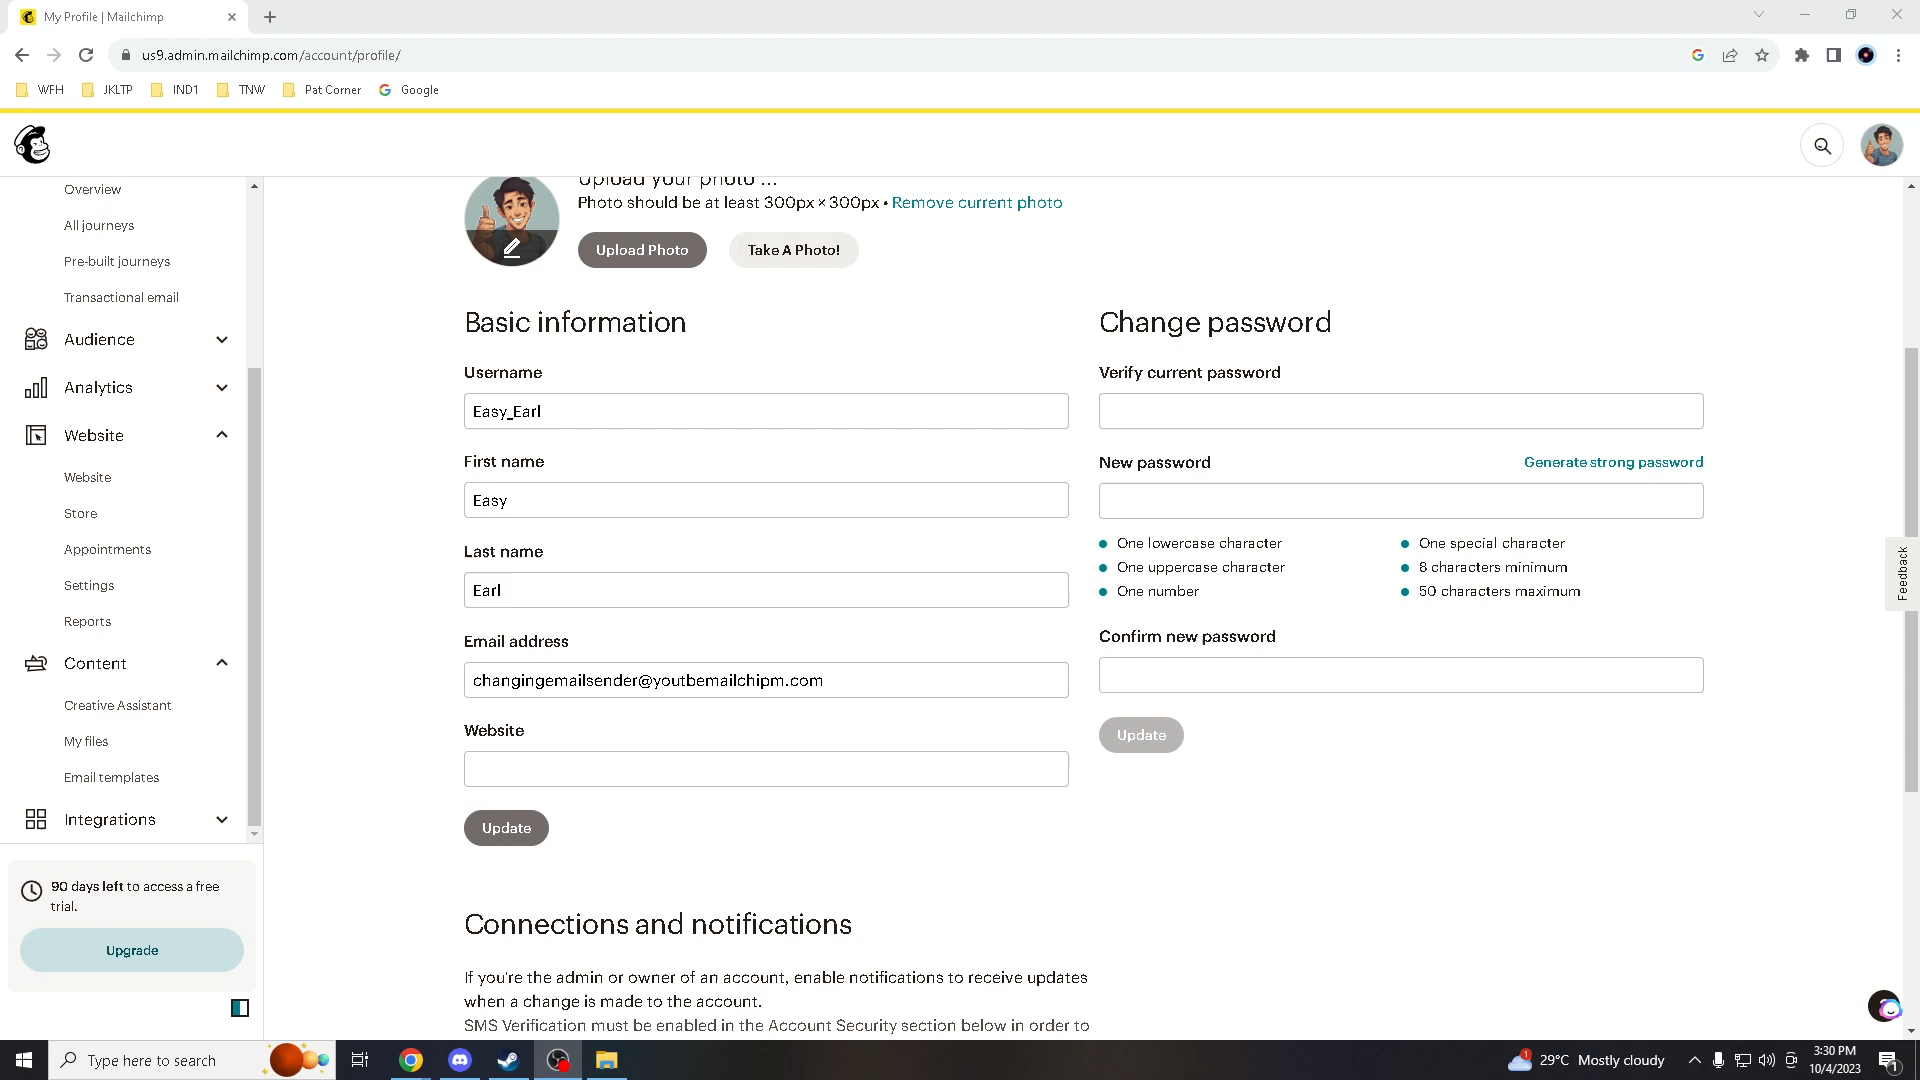 My Profile | Mailchimp
us9.admin.mailchimp.com/account/profile/
WFH JKLTP IND1 TNW Pat Corner Google
Overview
All journeys
Pre-built journeys
Transactional email
Audience
Analytics
Website
Website
Store
Appointments
Settings
Reports
Content
Creative Assistant
My files
Email templates
Integrations
90 days left to access a free
trial.
Upgrade
Upload your photo ...
Photo should be at least 300px × 300px • Remove current photo
Upload Photo Take A Photo!
Basic information
Username
Easy_Earl
First name
Easy
Last name
Earl
Email address
changingemailsender@youtbemailchipm.com
Website
Update
Change password
Verify current password
New password Generate strong password
One lowercase character One special character
One uppercase character 8 characters minimum
One number 50 characters maximum
Confirm new password
Update
Connections and notifications
If you're the admin or owner of an account, enable notifications to receive updates
when a change is made to the account.
SMS Verification must be enabled in the Account Security section below in order to
Feedback
Type here to search
1
29°C Mostly cloudy
3:30 PM
10/4/2023
1